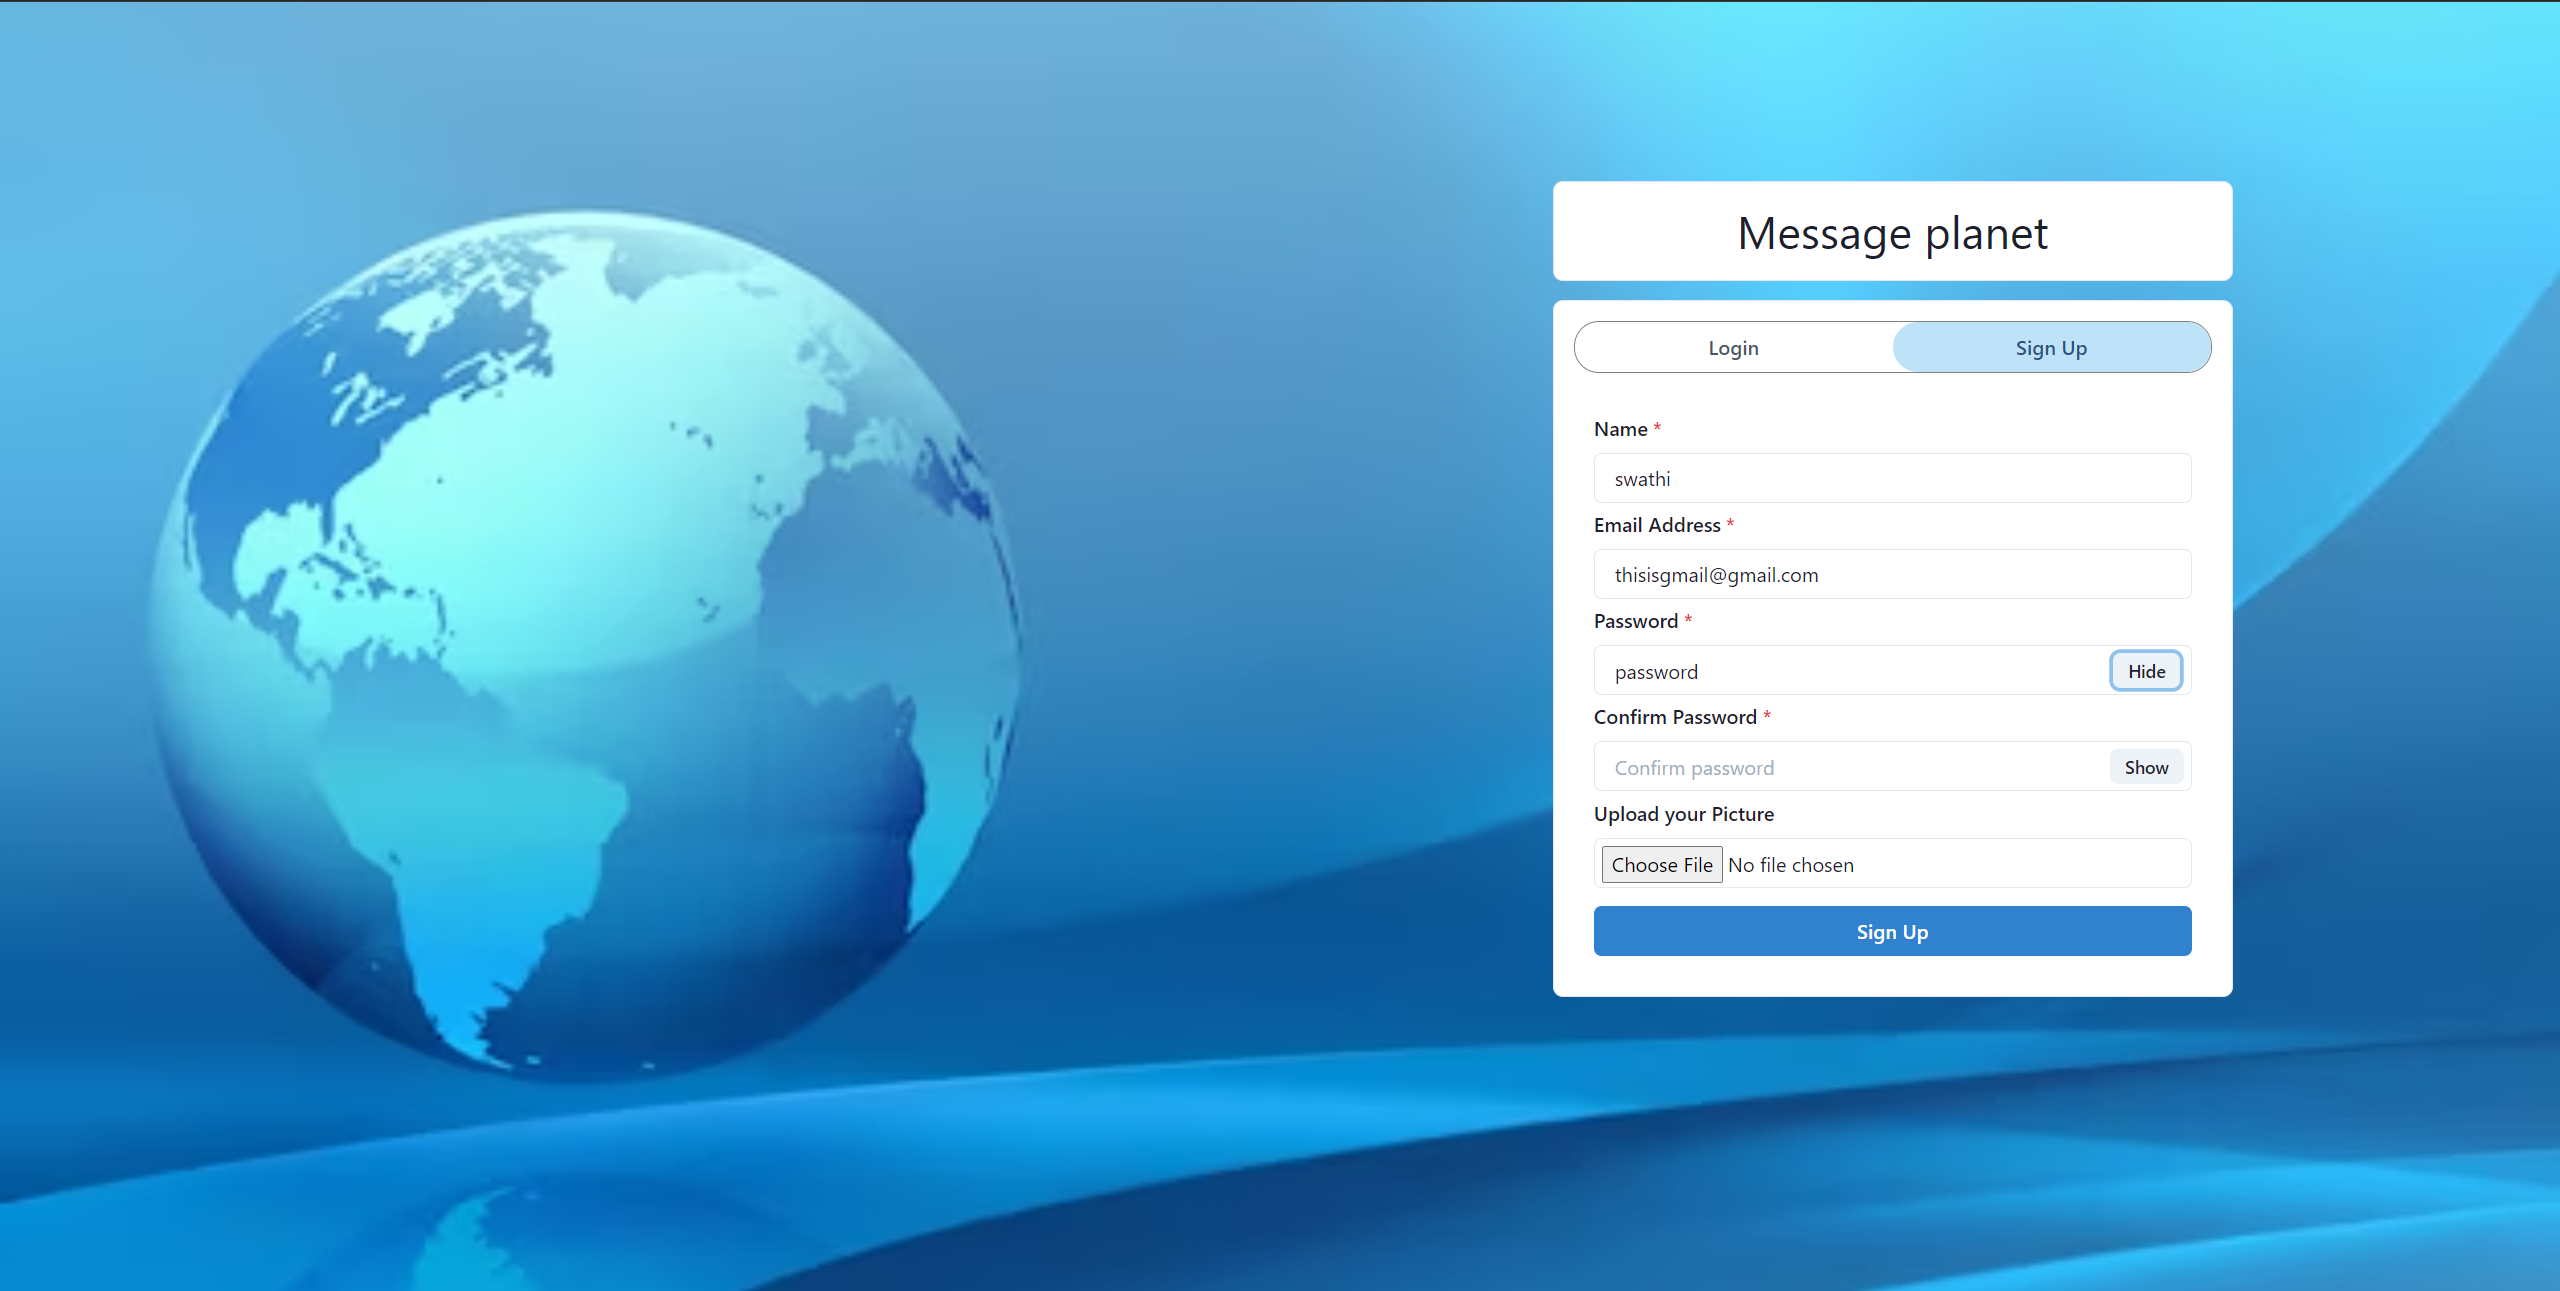 Message planet
Login Sign Up
Name *
swathi
Email Address *
thisisgmail@gmail.com
Password *
password Hide
Confirm Password *
Confirm password Show
Upload your Picture
Choose File No file chosen
Sign Up